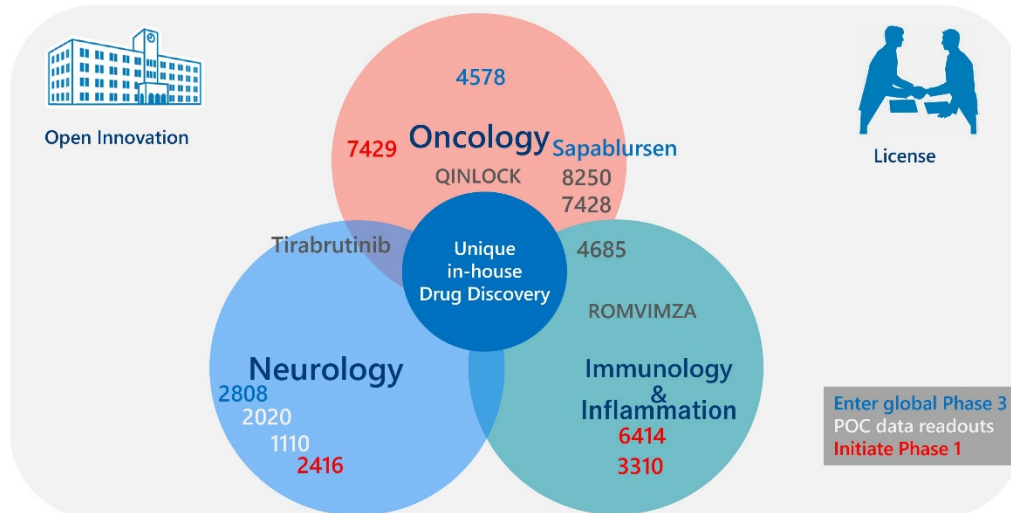 4578
Open Innovation
7429
Oncology
Sapablursen
License
QINLOCK
8250
7428
Tirabrutinib
4685
Unique
in-house
Drug Discovery
ROMVIMZA
Neurology
Immunology
&
Inflammation
2808
2020
1110
2416
6414
3310
Enter global Phase 3
POC data readouts
Initiate Phase 1